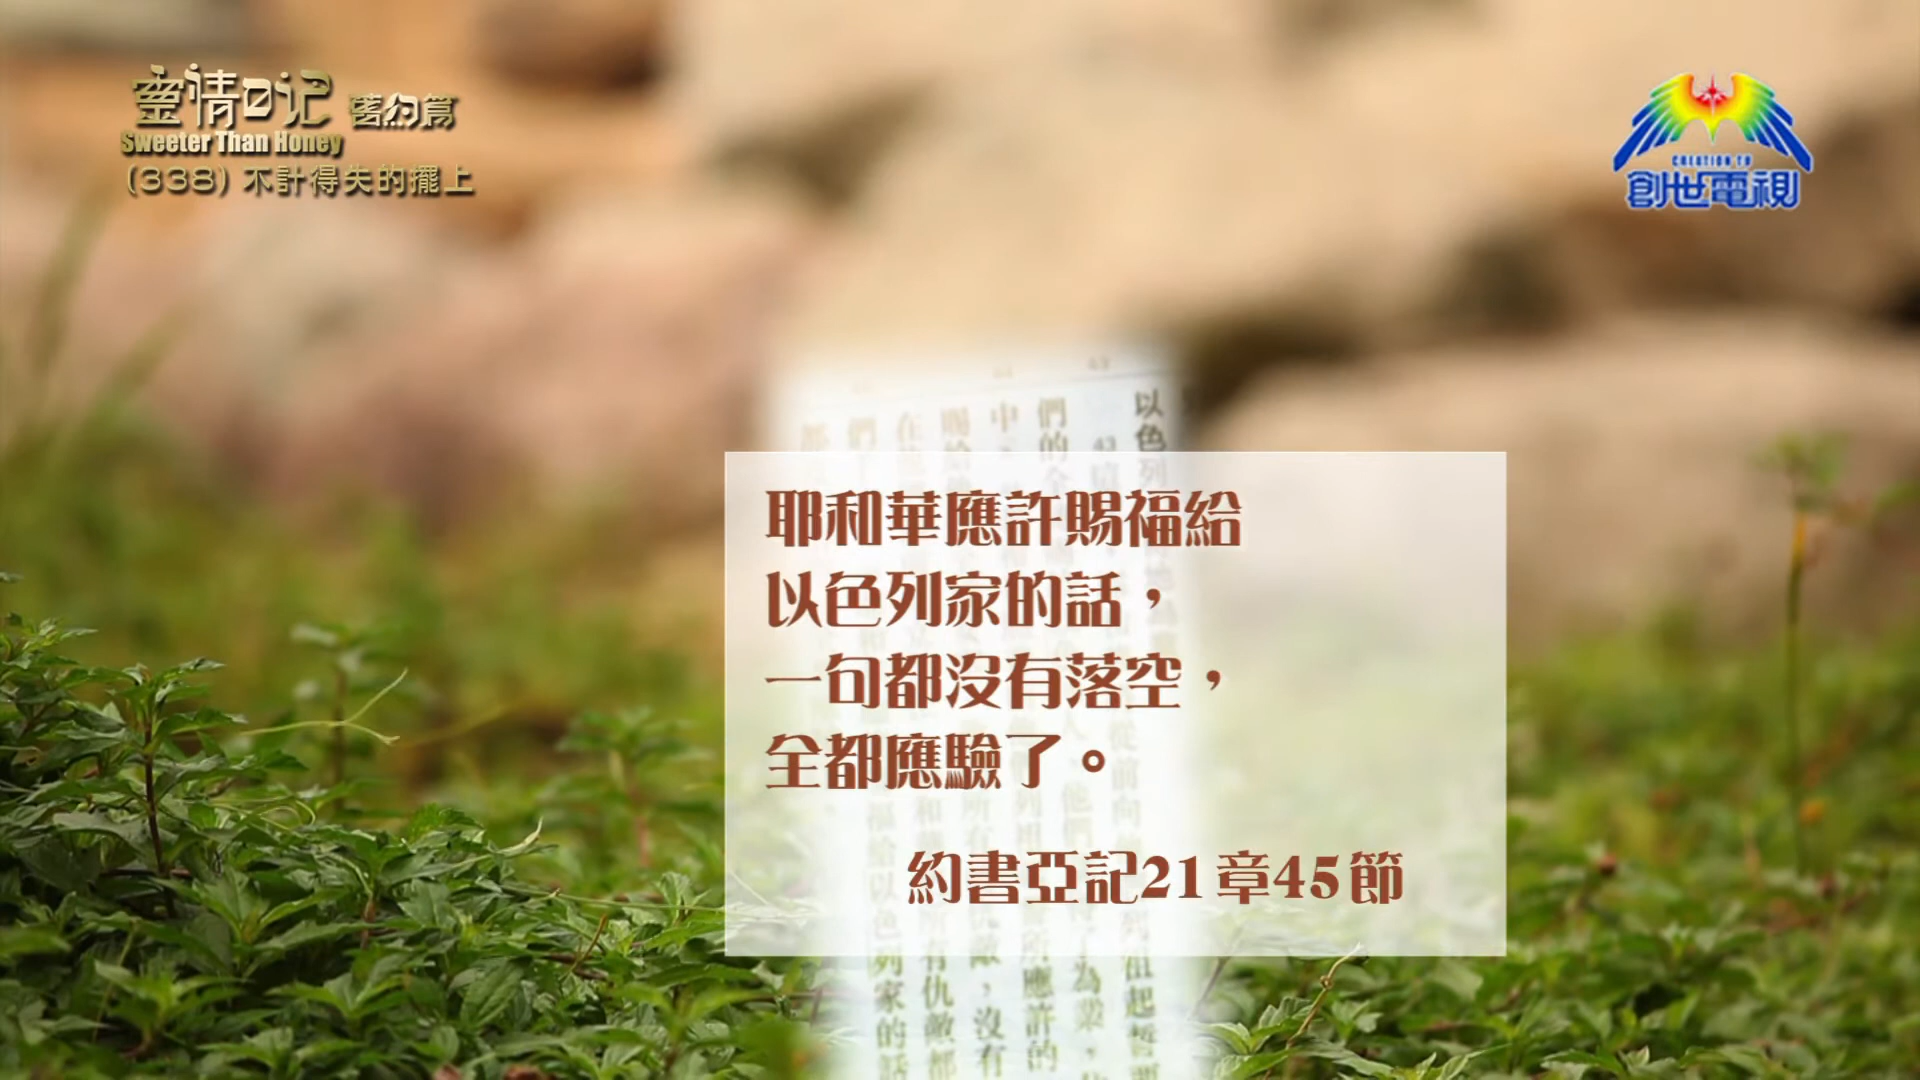 靈情日记 舊約篇
Sweeter Than Honey
(338) 不計得失的擺上
CREATION TV
創世電視
耶和華應許賜福給
以色列家的話，
一句都沒有落空，
全都應驗了。
約書亞記21章45節